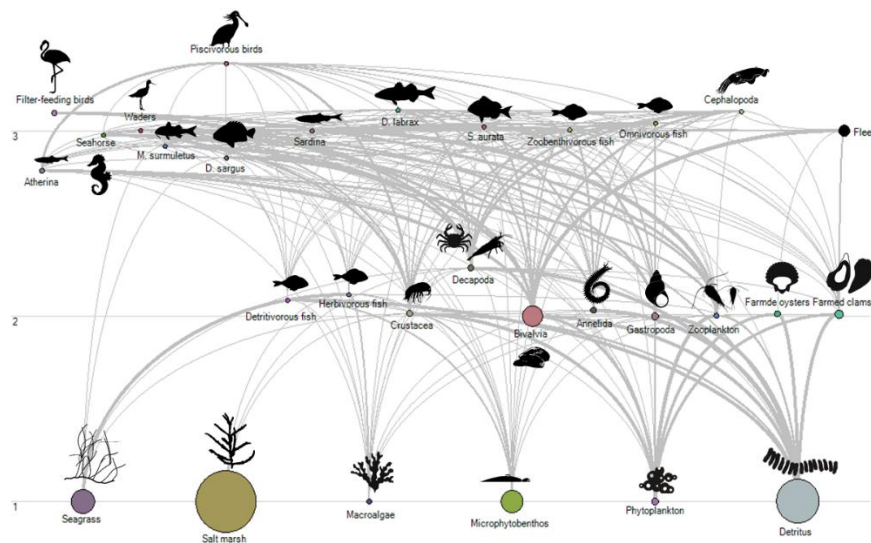 Piscivorous birds
Filter-feeding birds
Waders
D. labrax
Cephalopoda
3
Seahorse
M. surmuletus
Sardina
S. aurata
Zoobenthivorous fish
Omnivorous fish
Fleet
Atherina
D. sargus
Decapoda
Detritivorous fish
Herbivorous fish
Farmde oysters
Farmed clams
2
Crustacea
Bivalvia
Annelida
Gastropoda
Zooplankton
1
Seagrass
Salt marsh
Macroalgae
Microphytobenthos
Phytoplankton
Detritus